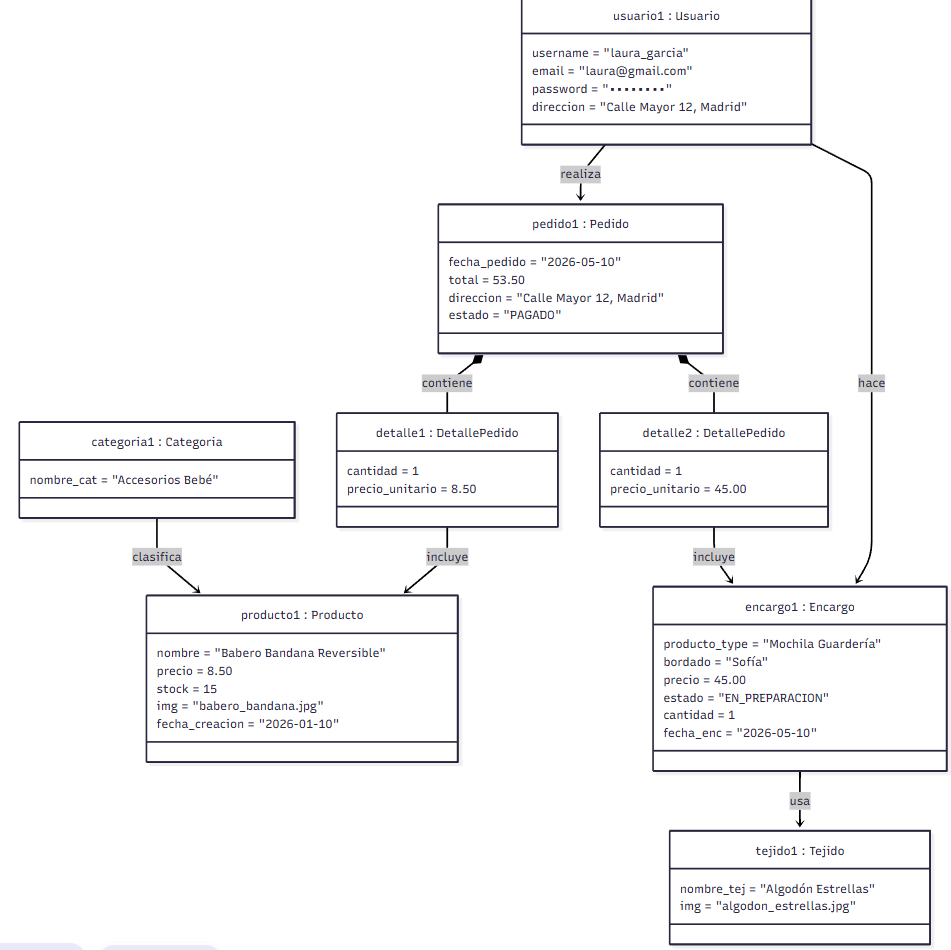 usuario1 : Usuario
username = "laura_garcia"
email = "laura@gmail.com"
password = "••••••••"
direccion = "Calle Mayor 12, Madrid"
realiza
pedido1 : Pedido
fecha_pedido = "2026-05-10"
total = 53.50
direccion = "Calle Mayor 12, Madrid"
estado = "PAGADO"
contiene
contiene
hace
categoria1 : Categoria
nombre_cat = "Accesorios Bebé"
detalle1 : DetallePedido
cantidad = 1
precio_unitario = 8.50
detalle2 : DetallePedido
cantidad = 1
precio_unitario = 45.00
clasifica
incluye
incluye
producto1 : Producto
nombre = "Babero Bandana Reversible"
precio = 8.50
stock = 15
img = "babero_bandana.jpg"
fecha_creacion = "2026-01-10"
encargo1 : Encargo
producto_type = "Mochila Guardería"
bordado = "Sofía"
precio = 45.00
estado = "EN_PREPARACION"
cantidad = 1
fecha_enc = "2026-05-10"
usa
tejido1 : Tejido
nombre_tej = "Algodón Estrellas"
img = "algodon_estrellas.jpg"